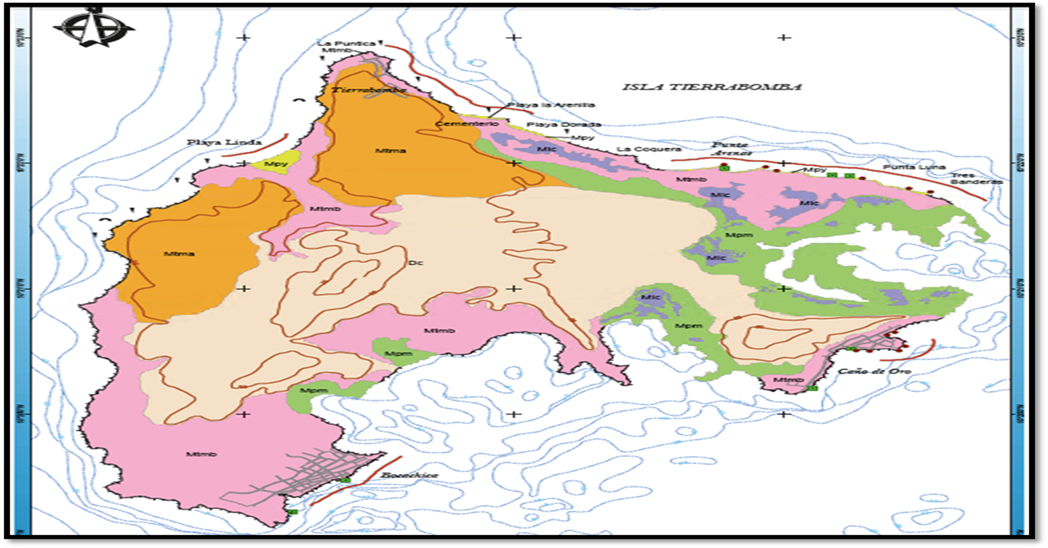 La Puntica
Mtmb
Tierrabomba
ISLA TIERRABOMBA
Playa la Arenilla
Cementerio
Playa Dorada
Mpy
Playa Linda
Mpy
Mtma
Mlc
La Coquera
Punta
Arenas
Mpy
Punta Luna
Tres
Banderas
Mtmb
Mlc
Mlc
Mtmb
Mpm
Mtma
Dc
Mlc
Mlc
Mpm
Mtmb
Mpm
Mpm
Mtmb
Caño de Oro
Mtmb
Bocachica